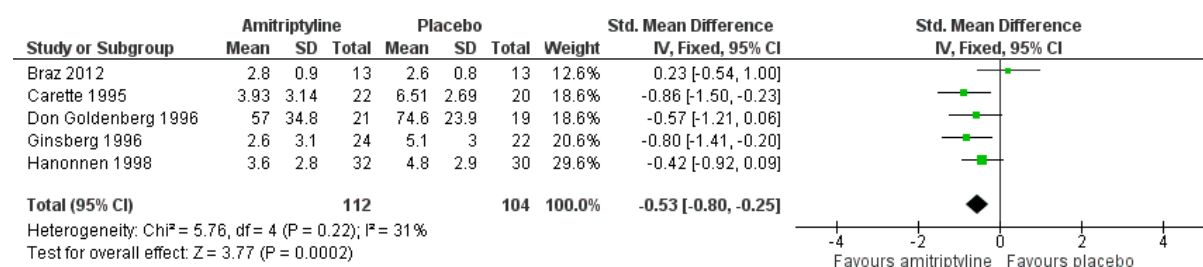 Amitriptyline Placebo Std. Mean Difference Std. Mean Difference
Study or Subgroup Mean SD Total Mean SD Total Weight IV, Fixed, 95% CI IV, Fixed, 95% CI
Braz 2012 2.8 0.9 13 2.6 0.8 13 12.6% 0.23 [-0.54, 1.00]
Carette 1995 3.93 3.14 22 6.51 2.69 20 18.6% -0.86 [-1.50, -0.23]
Don Goldenberg 1996 57 34.8 21 74.6 23.9 19 18.6% -0.57 [-1.21, 0.06]
Ginsberg 1996 2.6 3.1 24 5.1 3 22 20.6% -0.80 [-1.41, -0.20]
Hanonnen 1998 3.6 2.8 32 4.8 2.9 30 29.6% -0.42 [-0.92, 0.09]
Total (95% CI) 112 104 100.0% -0.53 [-0.80, -0.25]
Heterogeneity: Chi² = 5.76, df = 4 (P = 0.22); I² = 31%
Test for overall effect: Z = 3.77 (P = 0.0002)
-4 -2 0 2 4
Favours amitriptyline Favours placebo